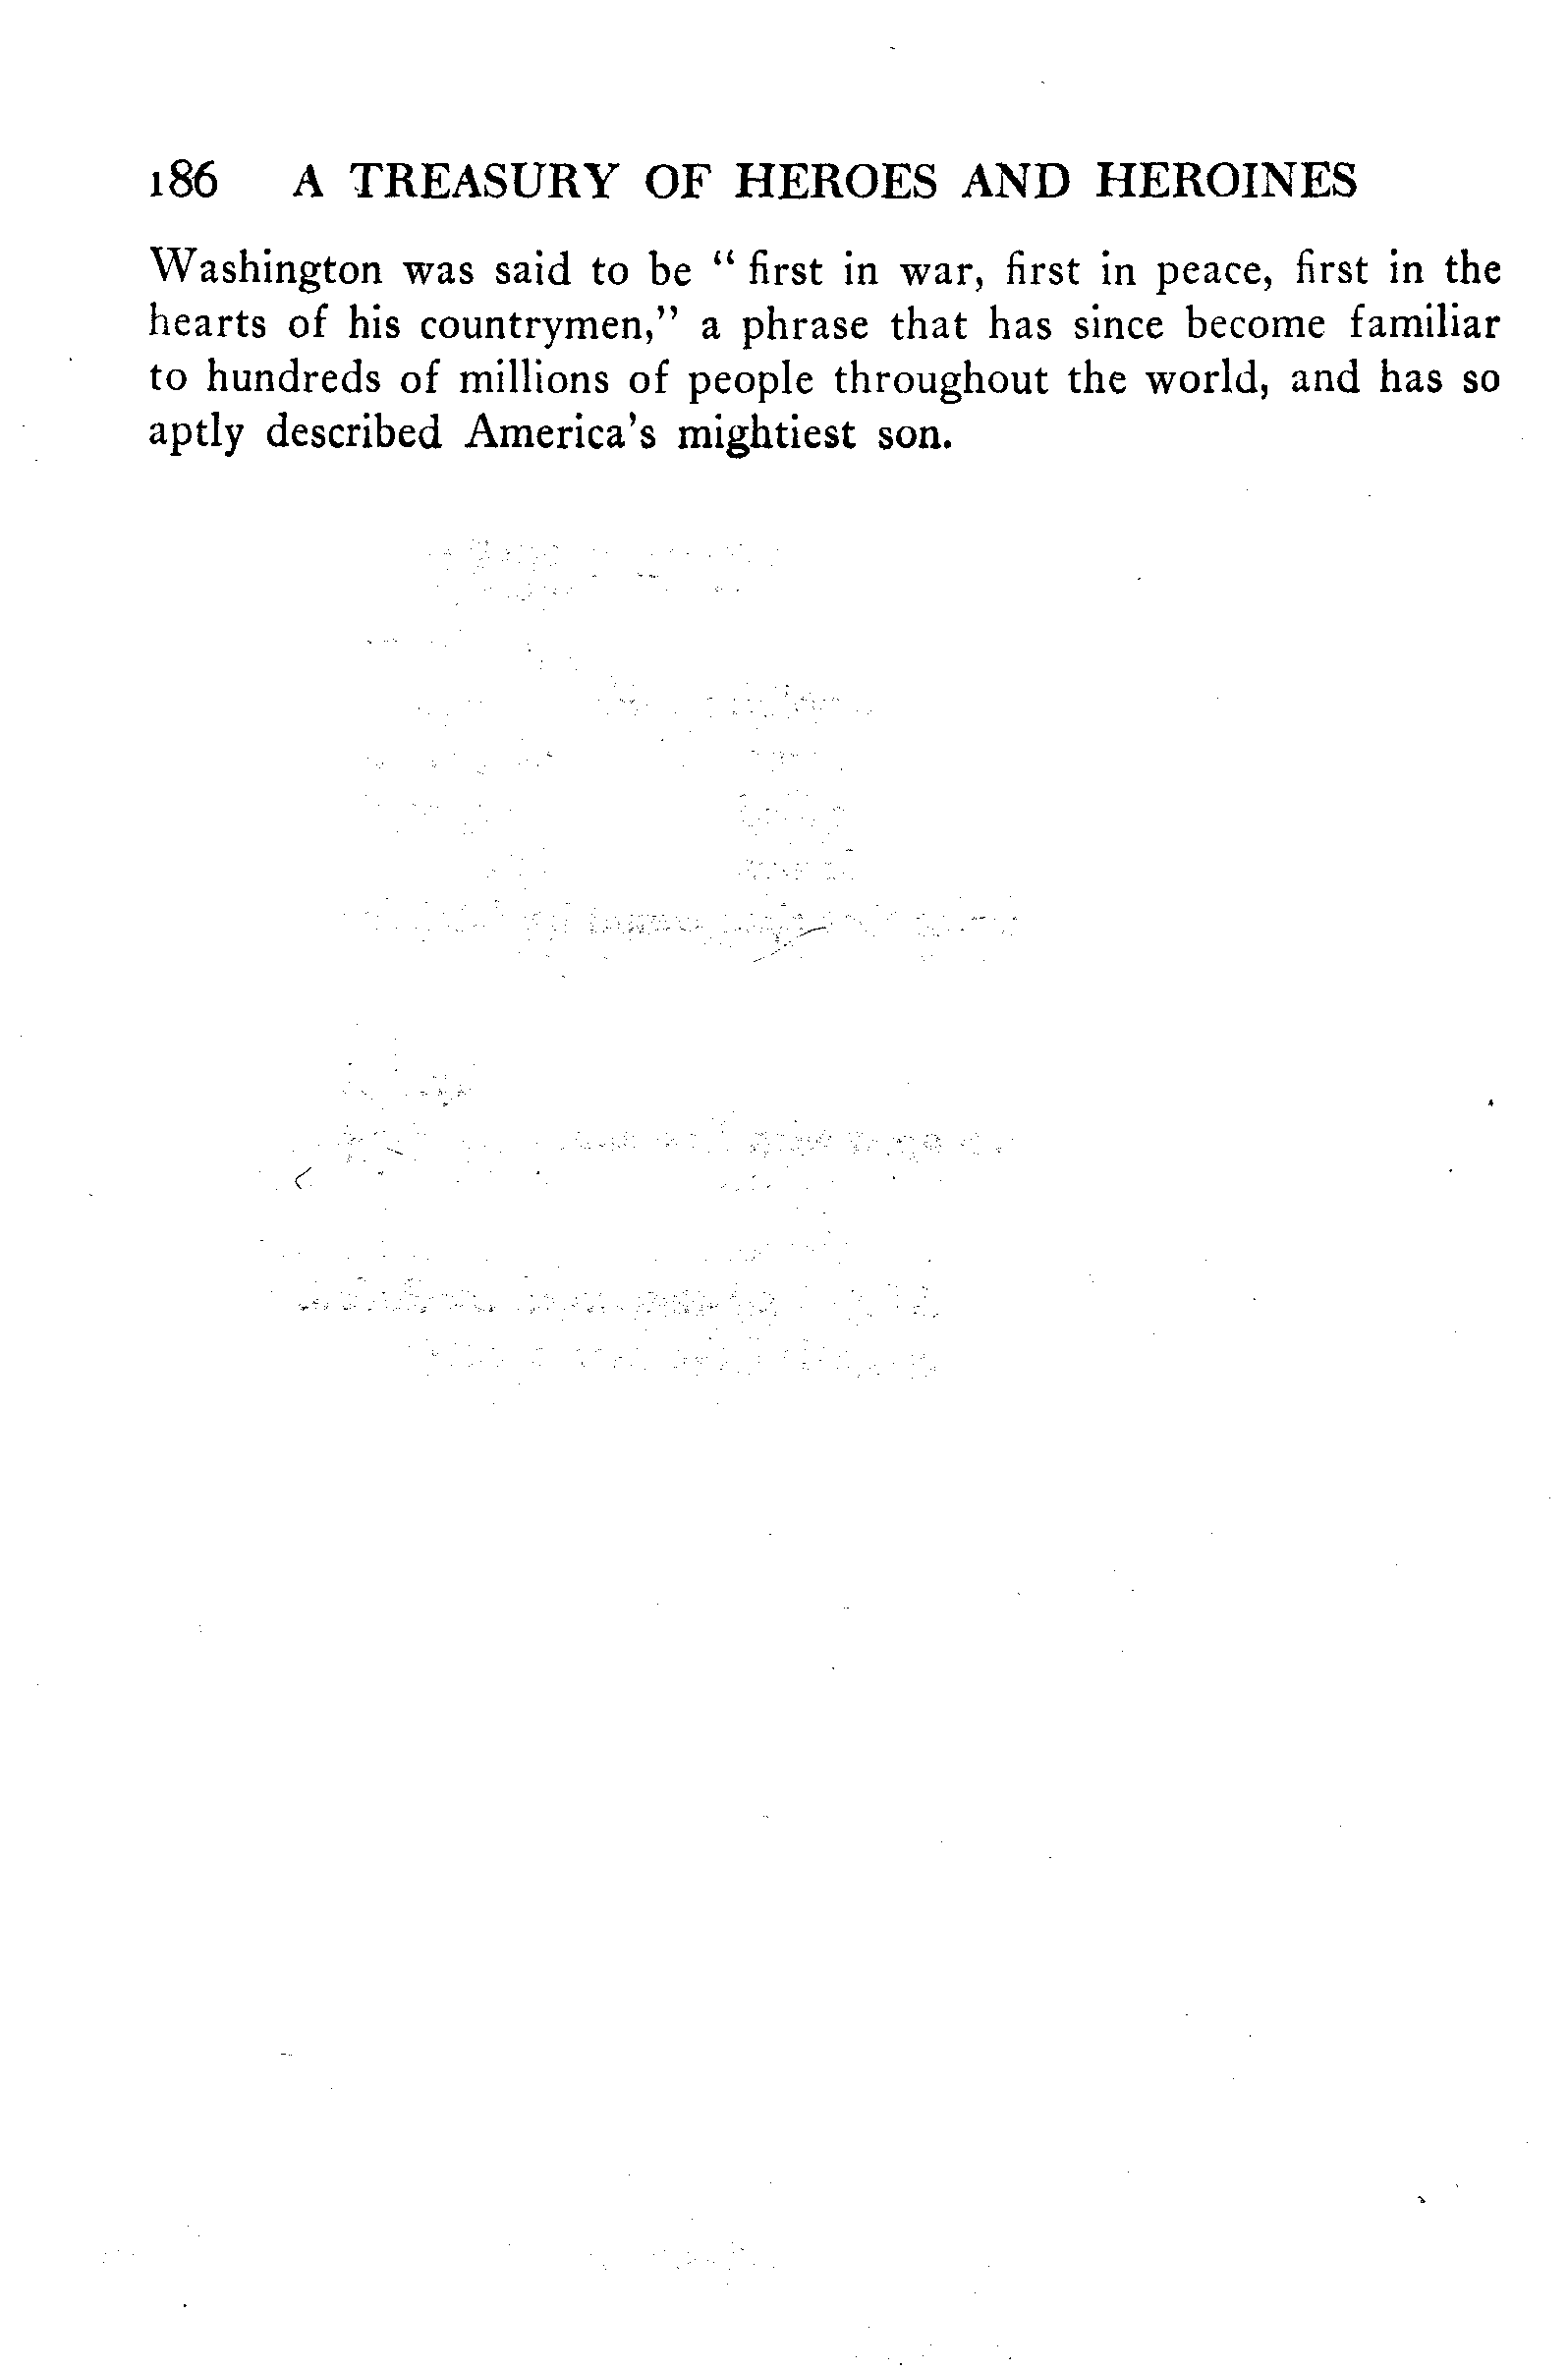 186 A TREASURY OF HEROES AND HEROINES
Washington was said to be “ first in war, first in peace, first in the
hearts of his countrymen,” a phrase that has since become familiar
to hundreds of millions of people throughout the world, and has so
aptly described America's mightiest son.